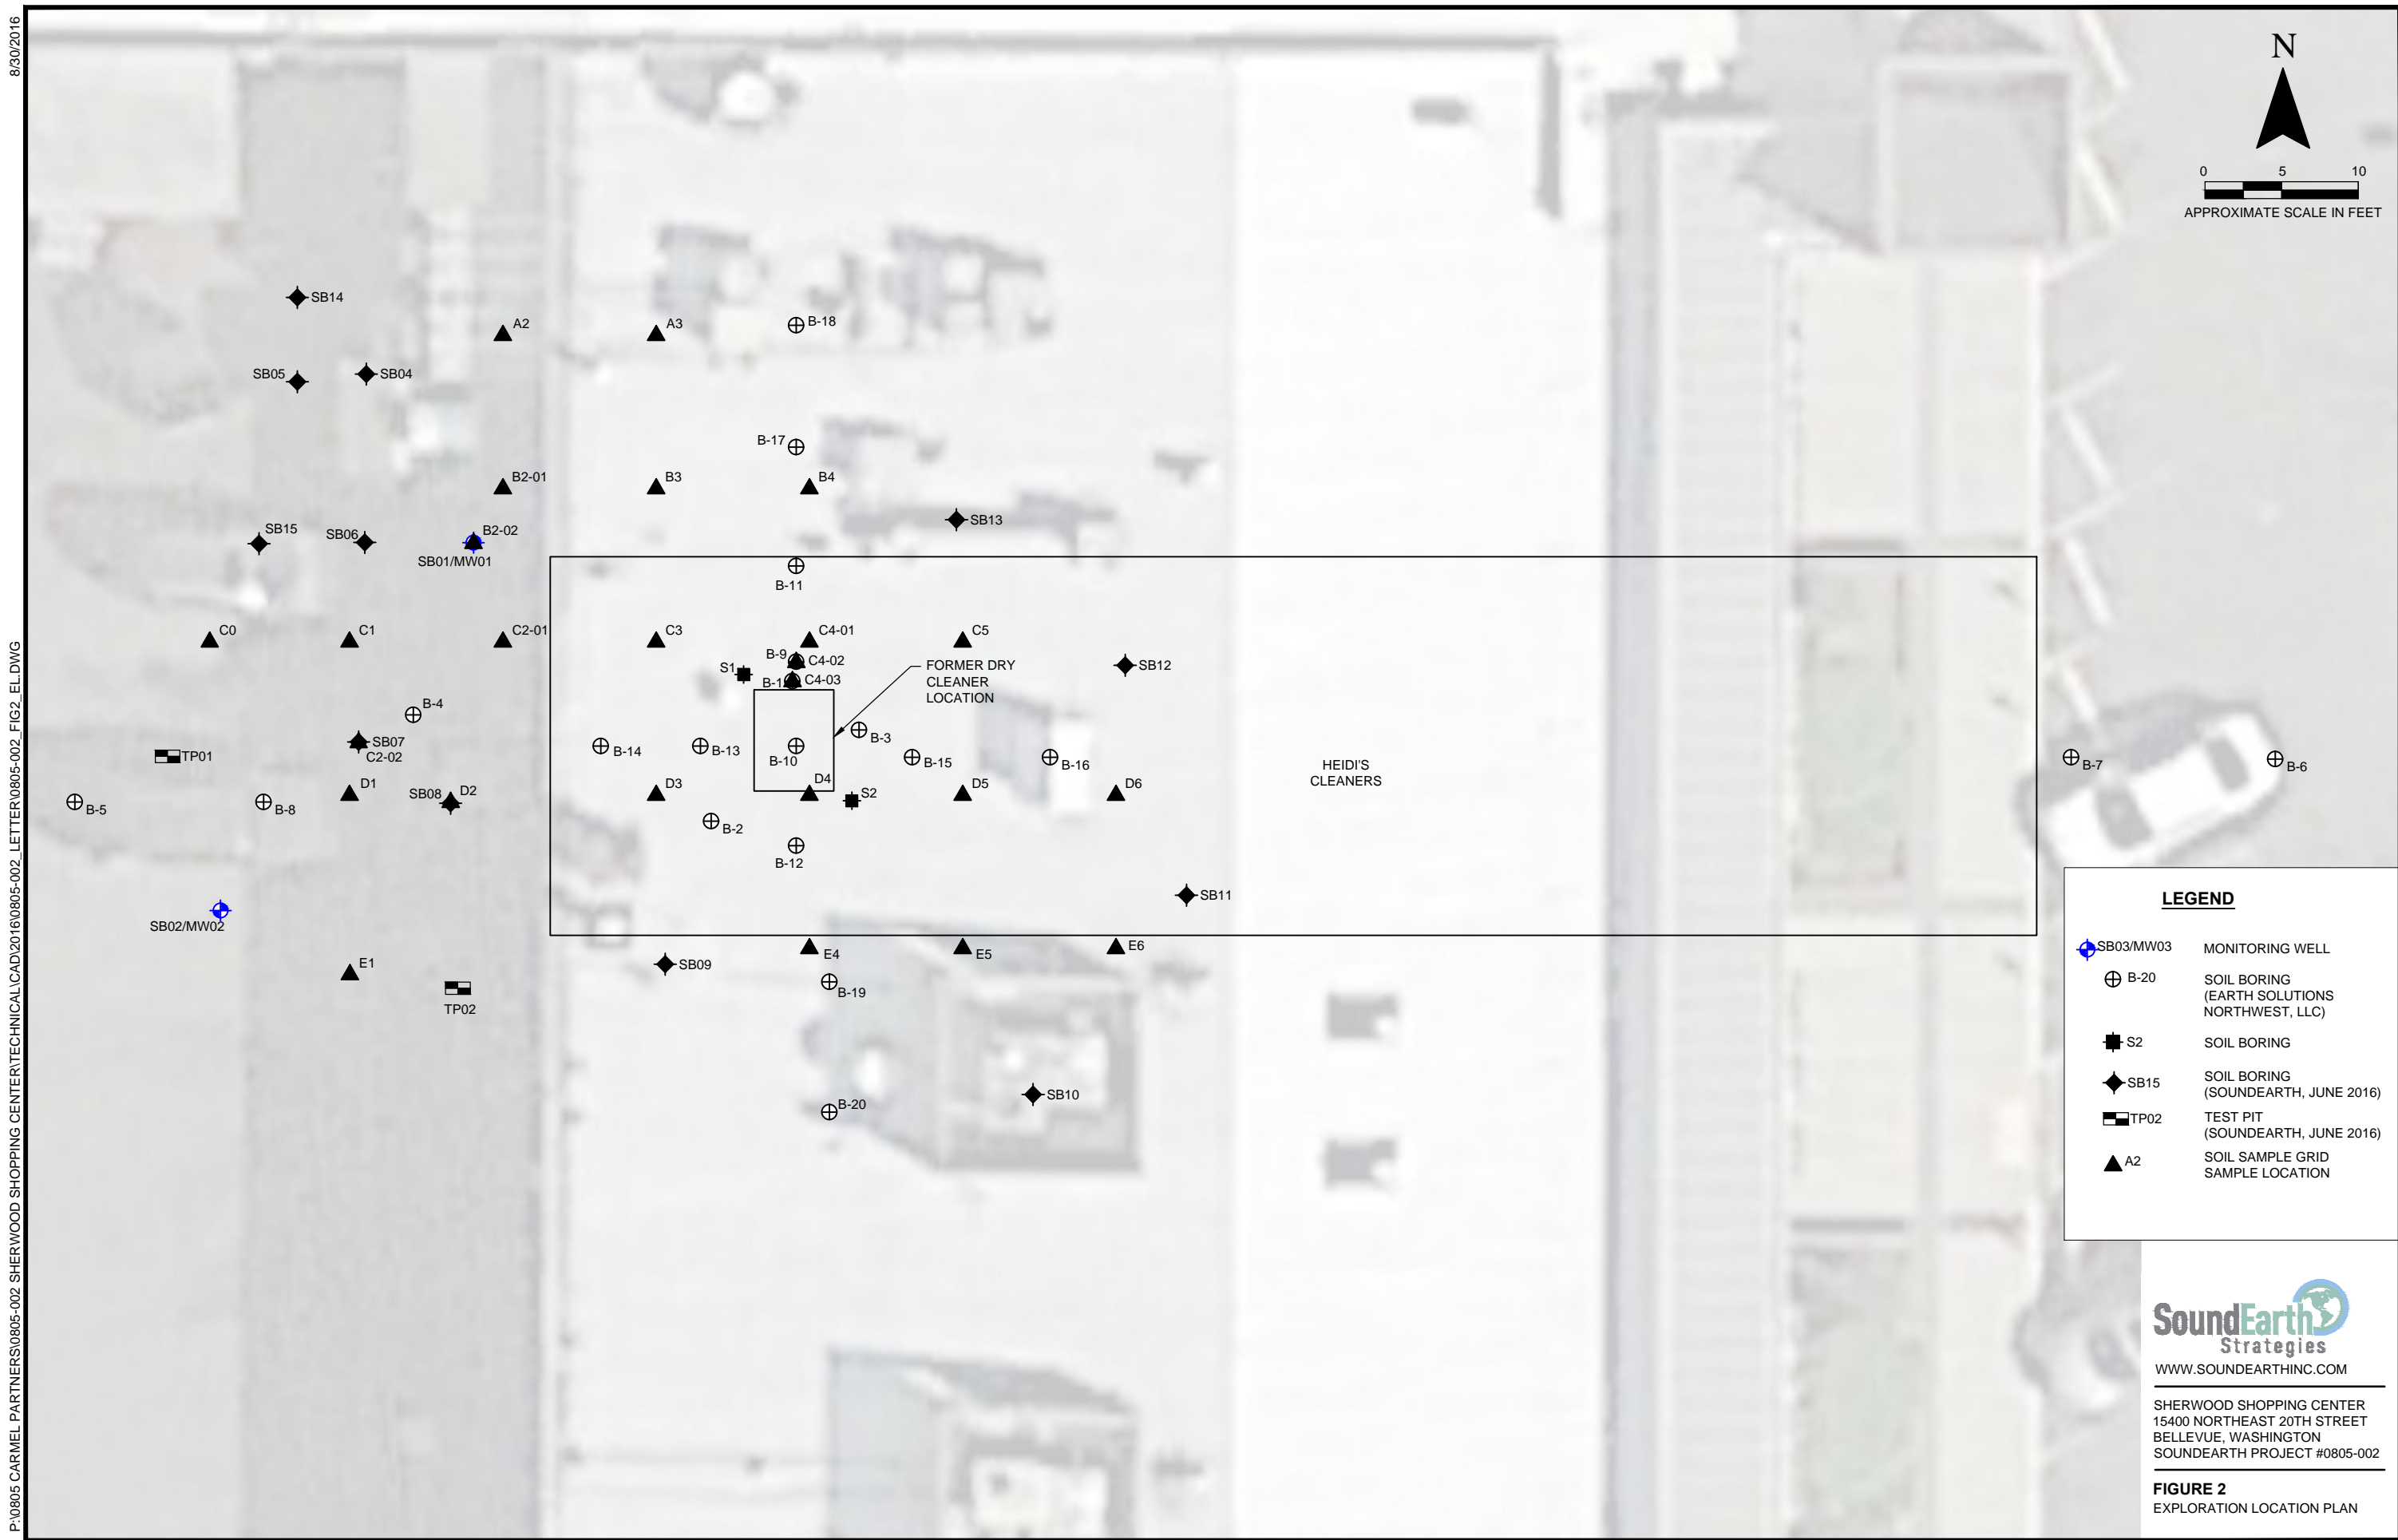 8/30/2016
P:\0805 CARMEL PARTNERS\0805-002 SHERWOOD SHOPPING CENTER\TECHNICAL\CAD\2016\0805-002_LETTER\0805-002_FIG2_EL.DWG
N
0 5 10
APPROXIMATE SCALE IN FEET
SB14
A2
A3
B-18
SB05
SB04
B-17
B2-01
B3
B4
SB13
SB15
SB06
B2-02
SB01/MW01
B-11
C0
C1
C2-01
C3
C4-01
C5
B-9
C4-02
S1
B-1
C4-03
FORMER DRY
CLEANER
LOCATION
SB12
B-4
SB07
C2-02
TP01
B-14
B-13
B-10
B-3
B-15
B-16
HEIDI'S
CLEANERS
B-7
B-6
B-5
B-8
D1
SB08
D2
D3
D4
S2
D5
D6
B-2
B-12
SB11
SB02/MW02
E1
TP02
SB09
E4
E5
E6
B-19
SB10
B-20
LEGEND
SB03/MW03 MONITORING WELL
B-20 SOIL BORING
(EARTH SOLUTIONS
NORTHWEST, LLC)
S2 SOIL BORING
SB15 SOIL BORING
(SOUNDEARTH, JUNE 2016)
TP02 TEST PIT
(SOUNDEARTH, JUNE 2016)
A2 SOIL SAMPLE GRID
SAMPLE LOCATION
SoundEarth
Strategies
WWW.SOUNDEARTHINC.COM
SHERWOOD SHOPPING CENTER
15400 NORTHEAST 20TH STREET
BELLEVUE, WASHINGTON
SOUNDEARTH PROJECT #0805-002
FIGURE 2
EXPLORATION LOCATION PLAN